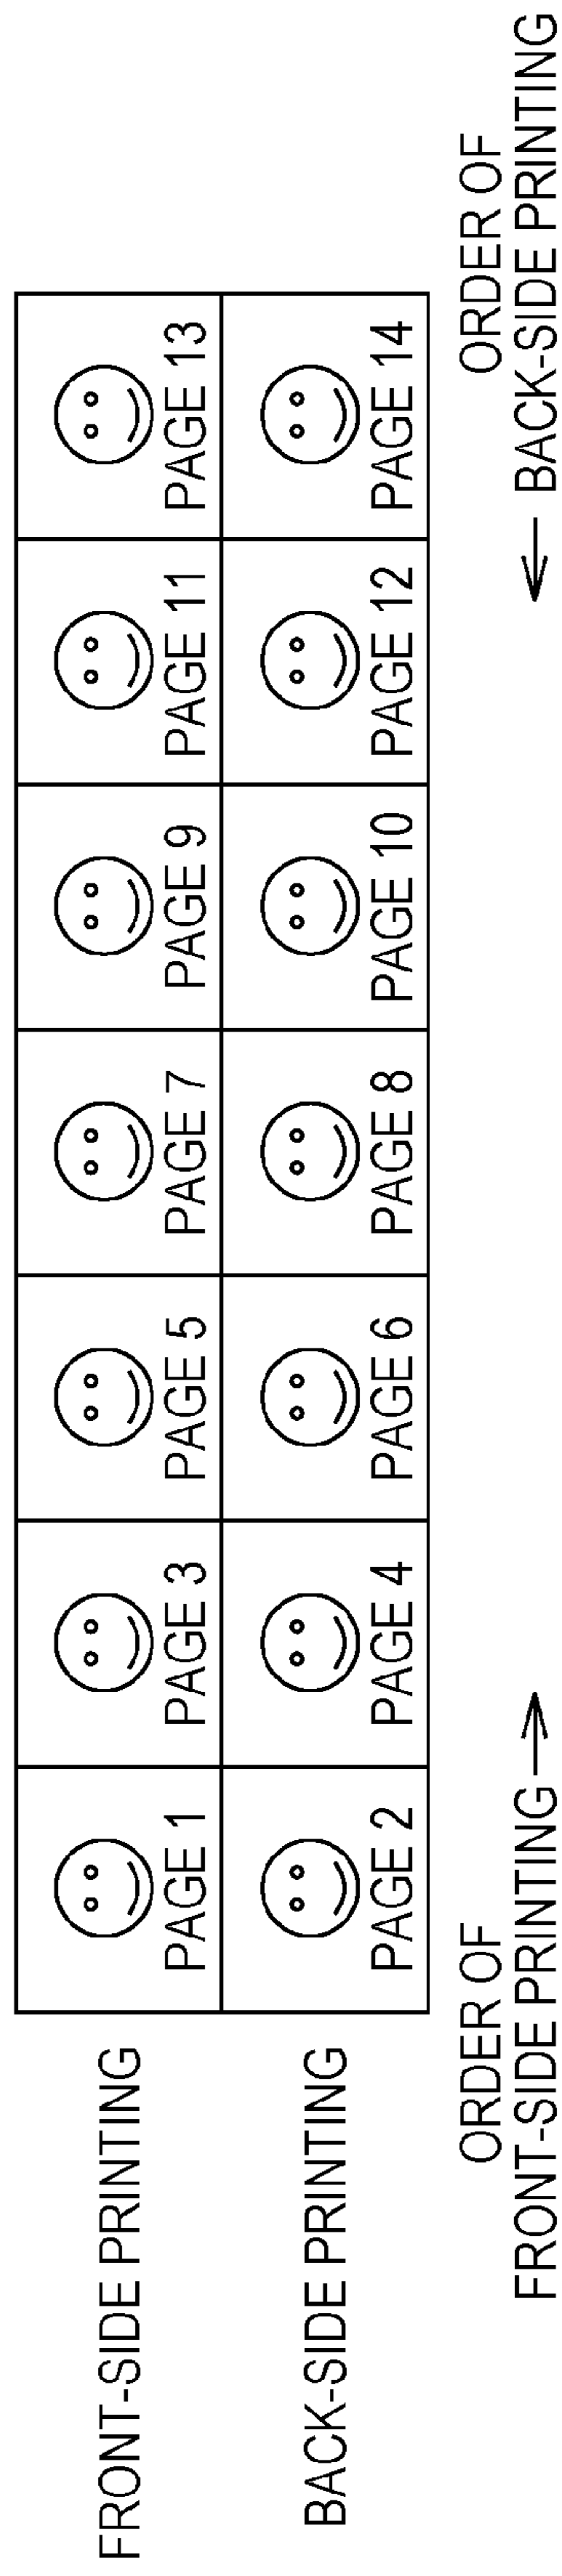 FRONT-SIDE PRINTING
PAGE 1
PAGE 3
PAGE 5
PAGE 7
PAGE 9
PAGE 11
PAGE 13
BACK-SIDE PRINTING
PAGE 2
PAGE 4
PAGE 6
PAGE 8
PAGE 10
PAGE 12
PAGE 14
ORDER OF
FRONT-SIDE PRINTING
ORDER OF
BACK-SIDE PRINTING